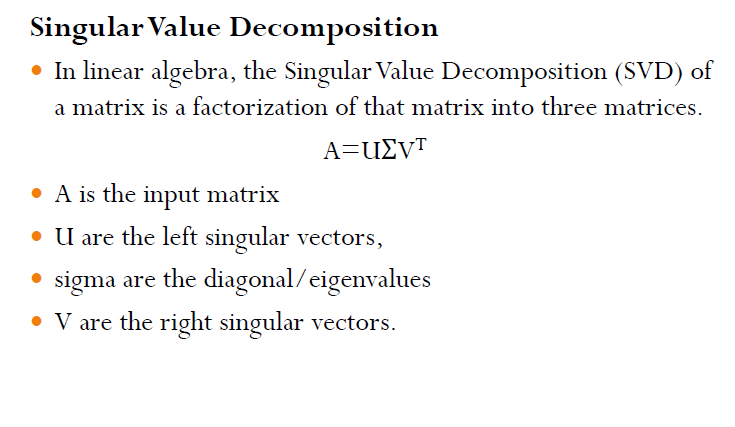 Singular Value Decomposition
• In linear algebra, the Singular Value Decomposition (SVD) of
a matrix is a factorization of that matrix into three matrices.
A=UΣVᵀ
• A is the input matrix
• U are the left singular vectors,
• sigma are the diagonal/eigenvalues
• V are the right singular vectors.